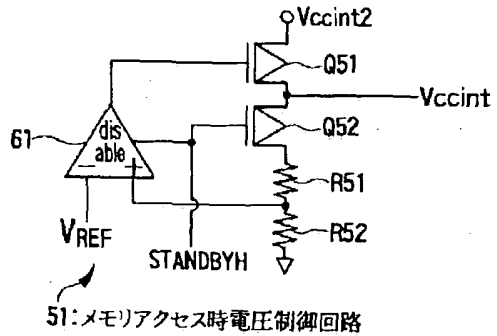 Vccint2
Q51
Vccint
Q52
61
dis
able
R51
VREF
R52
STANDBYH
51:メモリアクセス時電圧制御回路